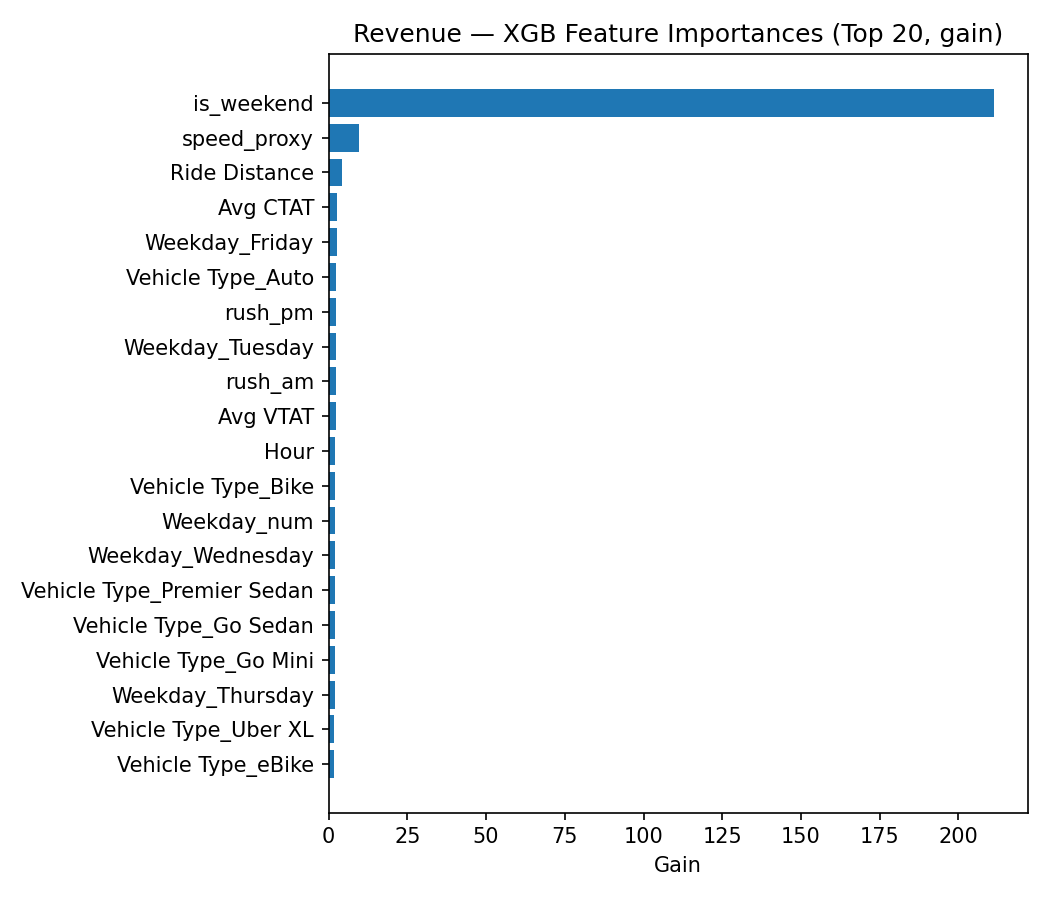 Revenue — XGB Feature Importances (Top 20, gain)
is_weekend
speed_proxy
Ride Distance
Avg CTAT
Weekday_Friday
Vehicle Type_Auto
rush_pm
Weekday_Tuesday
rush_am
Avg VTAT
Hour
Vehicle Type_Bike
Weekday_num
Weekday_Wednesday
Vehicle Type_Premier Sedan
Vehicle Type_Go Sedan
Vehicle Type_Go Mini
Weekday_Thursday
Vehicle Type_Uber XL
Vehicle Type_eBike
0 25 50 75 100 125 150 175 200
Gain